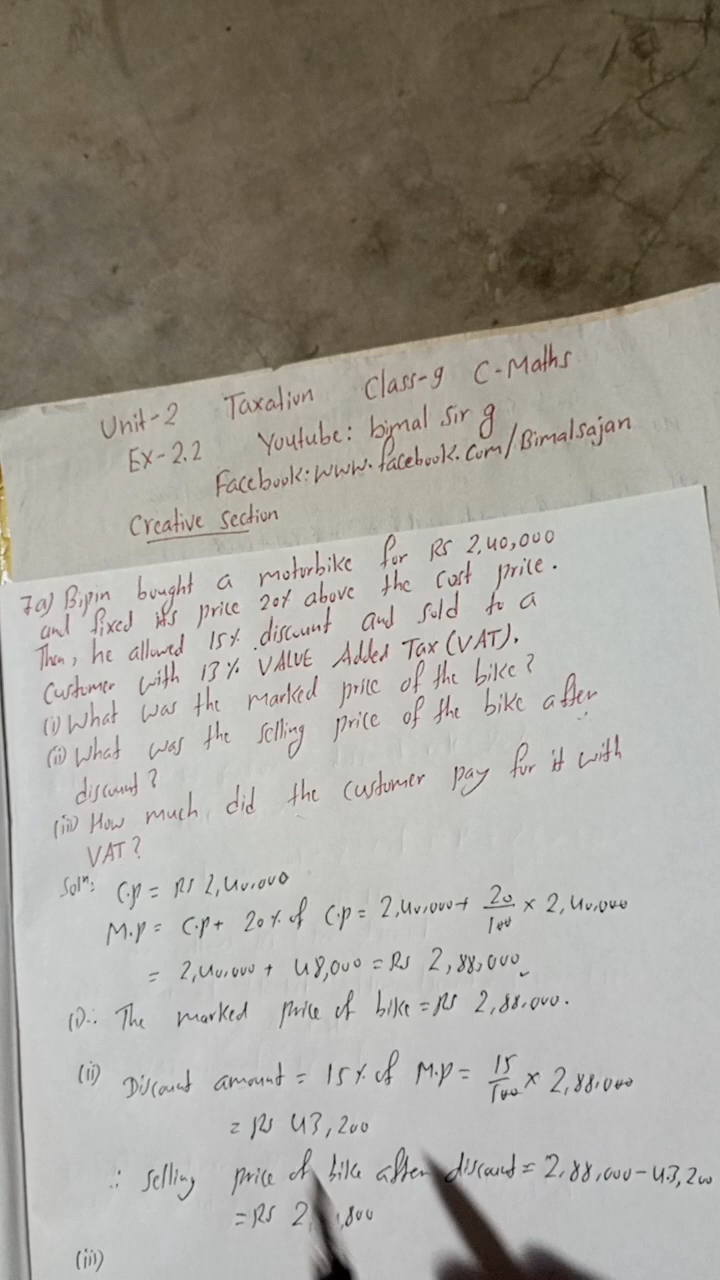 Unit-2 Taxation Class-9 C-Maths
Ex-2.2 Youtube: bimal sir g
Facebook: www.facebook.com/Bimalsajan
Creative section
7a) Bipin bought a motorbike for RS 2,40,000
and fixed its price 20% above the cost price.
Then, he allowed 15% discount and sold to a
Customer with 13% VALUE Added Tax (VAT).
(i) What was the marked price of the bike?
(ii) What was the selling price of the bike after
discount?
(iii) How much did the customer pay for it with
VAT?
Solⁿ: C.p = RS 2,40,000
M.p = C.p + 20% of C.p = 2,40,000 + 20/100 × 2,40,000
= 2,40,000 + 48,000 = Rs 2,88,000
(i) ∴ The marked price of bike = Rs 2,88,000.
(ii) Discount amount = 15% of M.p = 15/100 × 2,88,000
= Rs 43,200
∴ Selling price of bike after discount = 2,88,000 - 43,200
= Rs 2, ,800
(iii)